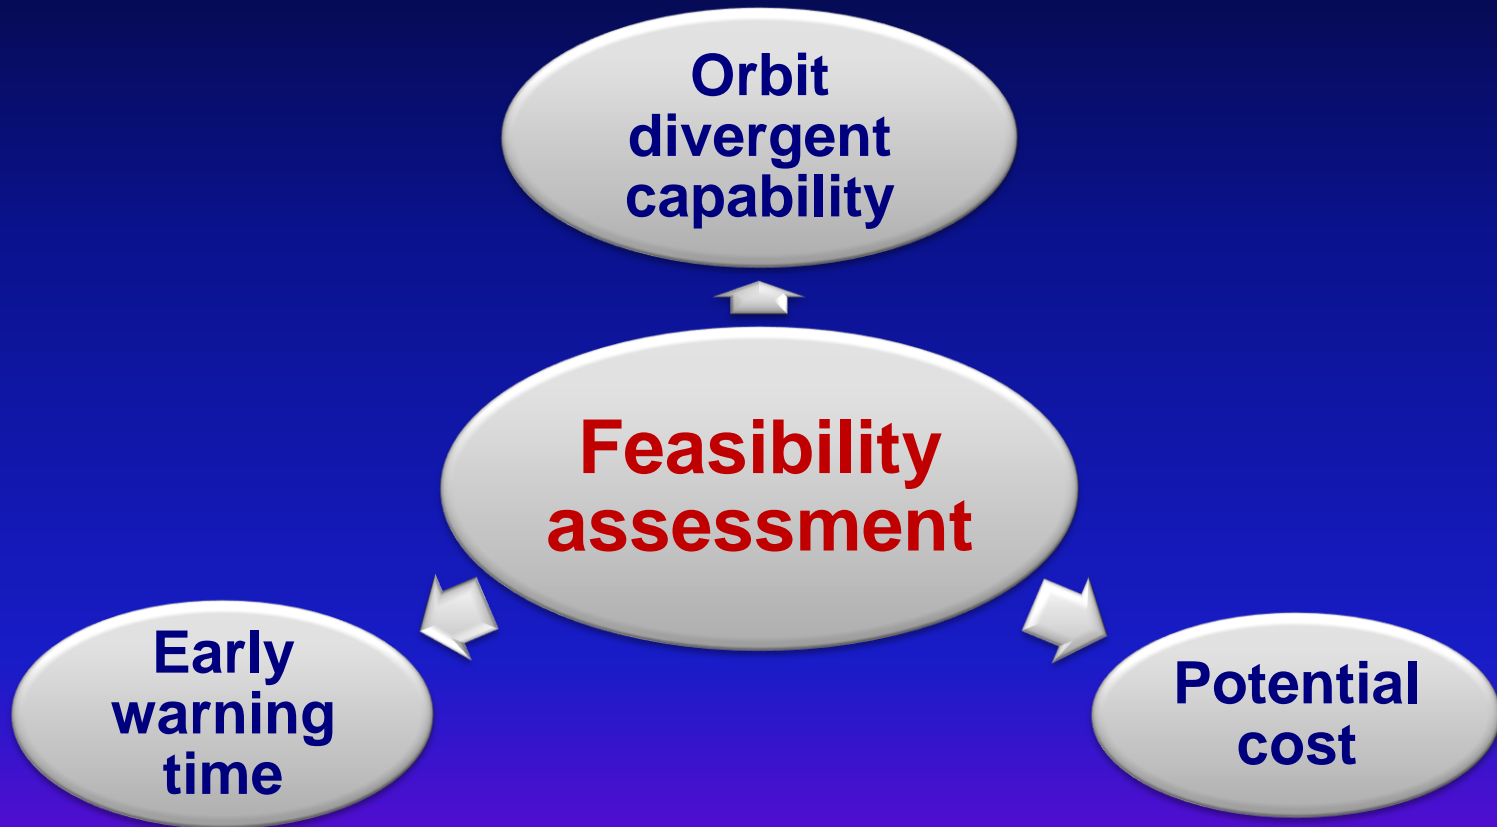 Orbit
divergent
capability
Feasibility
assessment
Early
warning
time
Potential
cost